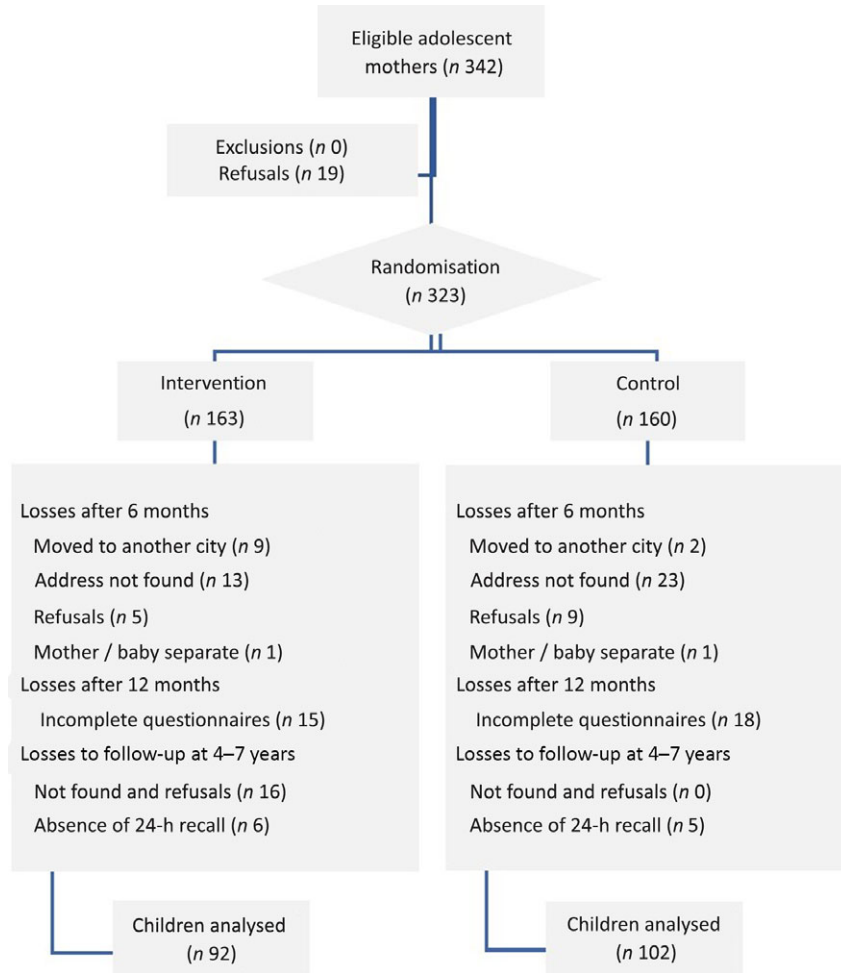 Eligible adolescent
mothers (n 342)
Exclusions (n 0)
Refusals (n 19)
Randomisation
(n 323)
Intervention
(n 163)
Control
(n 160)
Losses after 6 months
Moved to another city (n 9)
Address not found (n 13)
Refusals (n 5)
Mother / baby separate (n 1)
Losses after 12 months
Incomplete questionnaires (n 15)
Losses to follow-up at 4–7 years
Not found and refusals (n 16)
Absence of 24-h recall (n 6)
Losses after 6 months
Moved to another city (n 2)
Address not found (n 23)
Refusals (n 9)
Mother / baby separate (n 1)
Losses after 12 months
Incomplete questionnaires (n 18)
Losses to follow-up at 4–7 years
Not found and refusals (n 0)
Absence of 24-h recall (n 5)
Children analysed
(n 92)
Children analysed
(n 102)